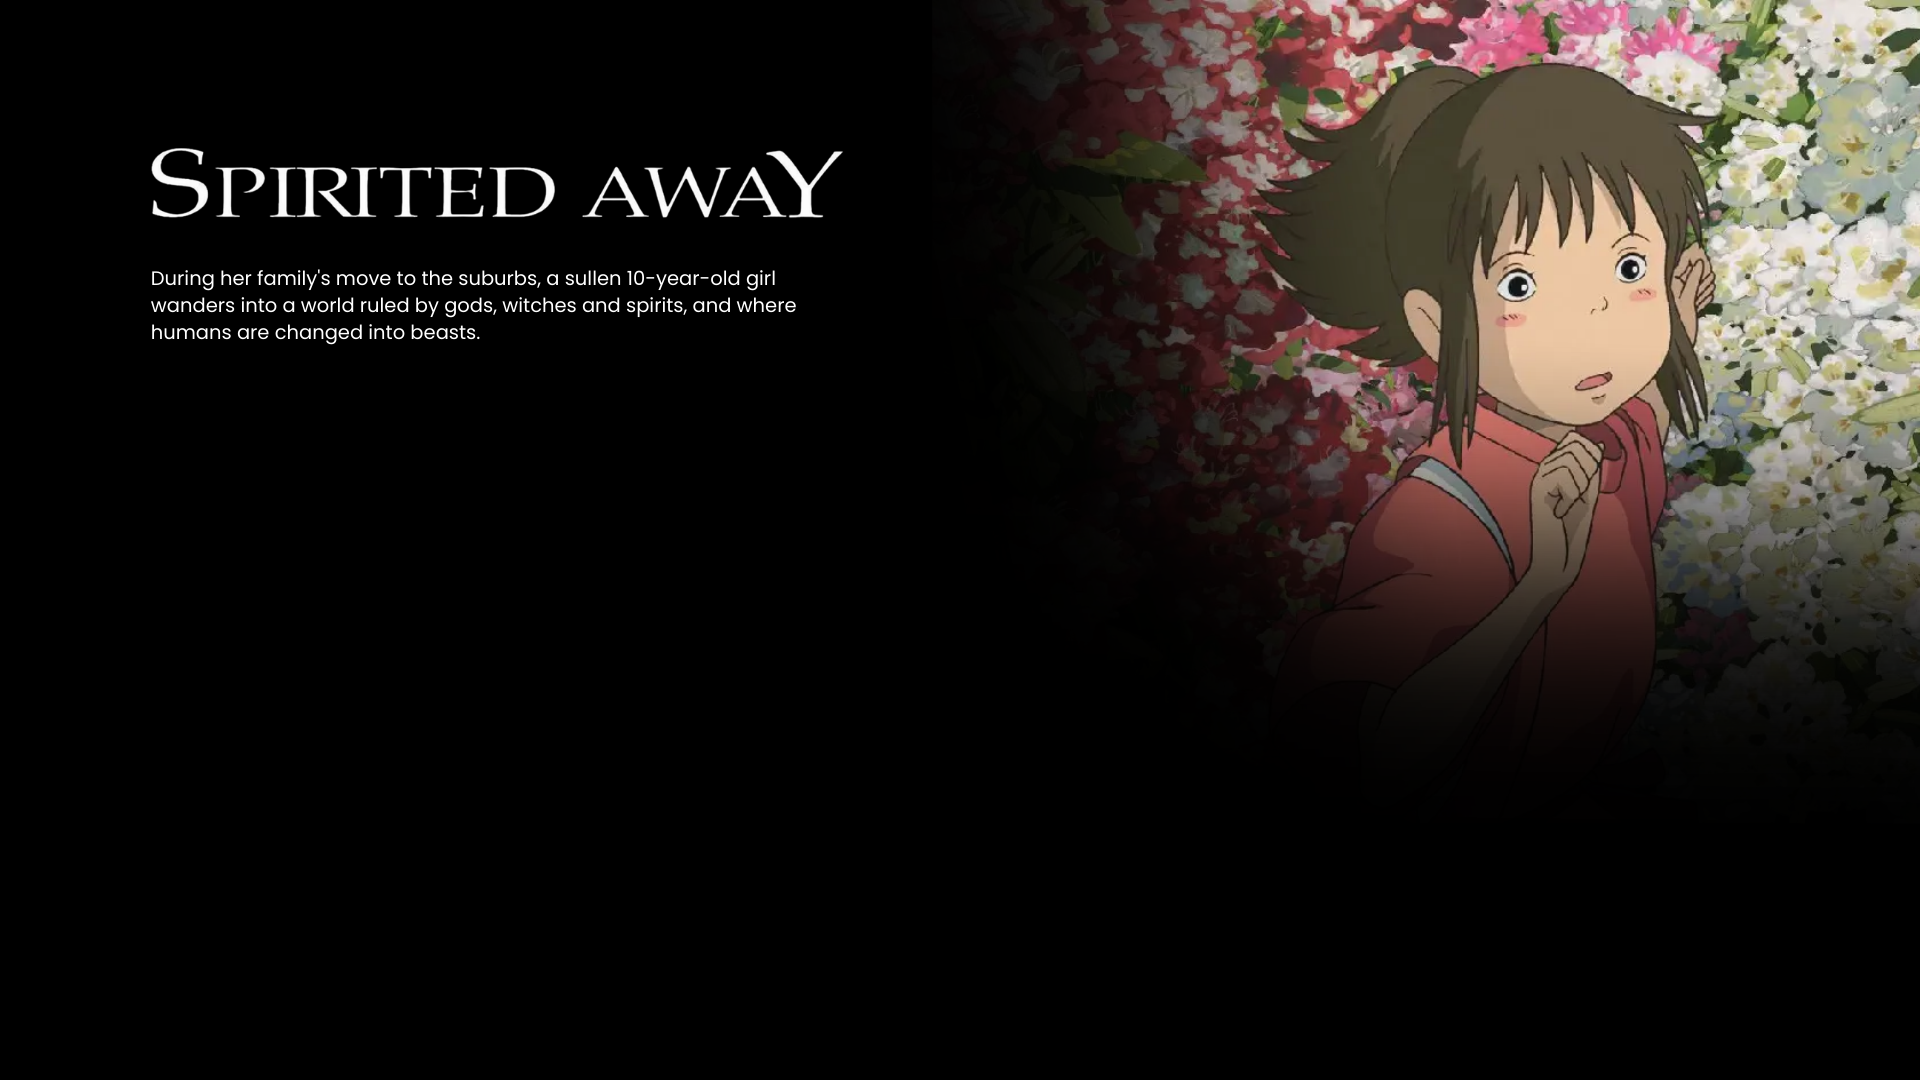 SPIRITED AWAY
During her family's move to the suburbs, a sullen 10-year-old girl
wanders into a world ruled by gods, witches and spirits, and where
humans are changed into beasts.